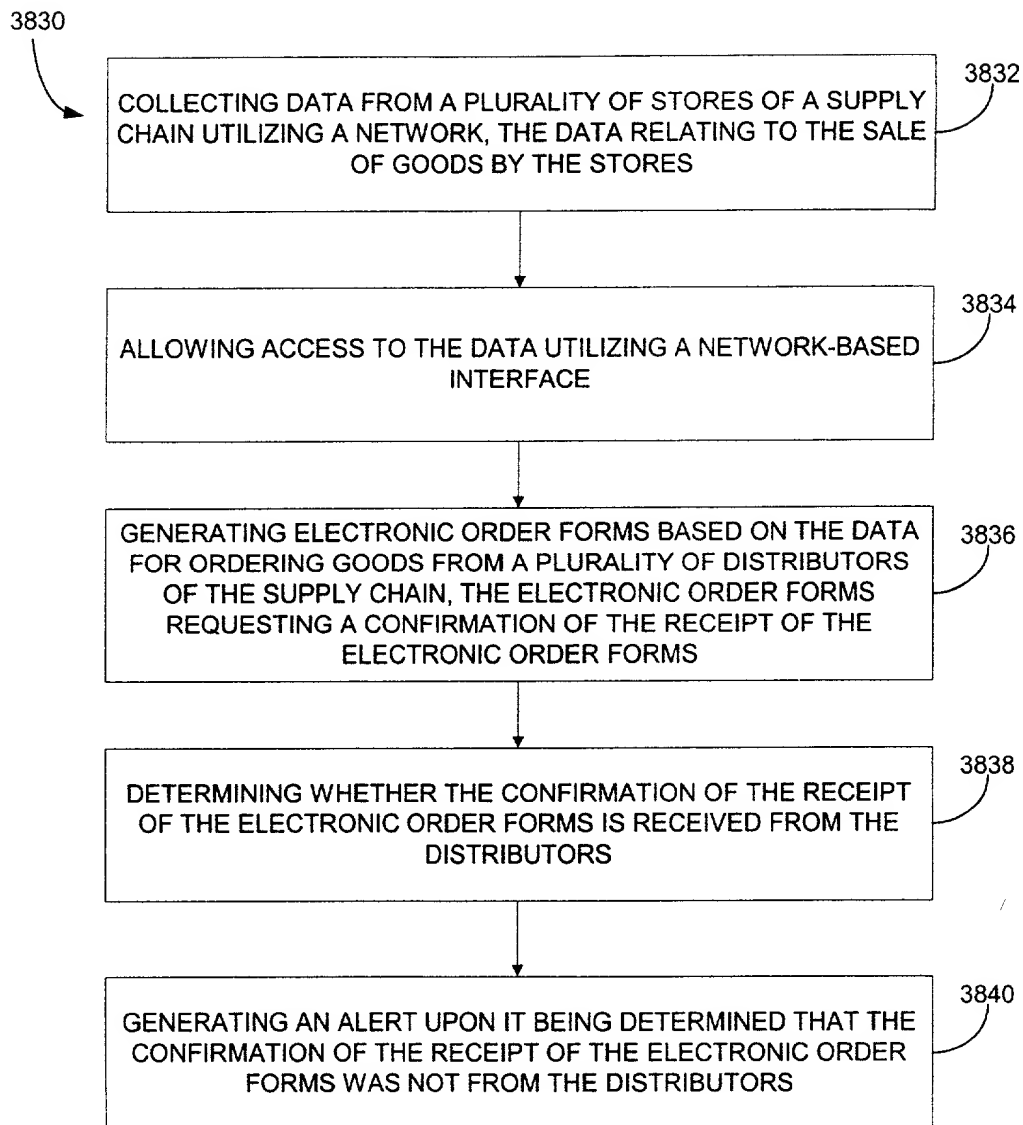 3830
3832
COLLECTING DATA FROM A PLURALITY OF STORES OF A SUPPLY
CHAIN UTILIZING A NETWORK, THE DATA RELATING TO THE SALE
OF GOODS BY THE STORES
3834
ALLOWING ACCESS TO THE DATA UTILIZING A NETWORK-BASED
INTERFACE
3836
GENERATING ELECTRONIC ORDER FORMS BASED ON THE DATA
FOR ORDERING GOODS FROM A PLURALITY OF DISTRIBUTORS
OF THE SUPPLY CHAIN, THE ELECTRONIC ORDER FORMS
REQUESTING A CONFIRMATION OF THE RECEIPT OF THE
ELECTRONIC ORDER FORMS
3838
DETERMINING WHETHER THE CONFIRMATION OF THE RECEIPT
OF THE ELECTRONIC ORDER FORMS IS RECEIVED FROM THE
DISTRIBUTORS
3840
GENERATING AN ALERT UPON IT BEING DETERMINED THAT THE
CONFIRMATION OF THE RECEIPT OF THE ELECTRONIC ORDER
FORMS WAS NOT FROM THE DISTRIBUTORS